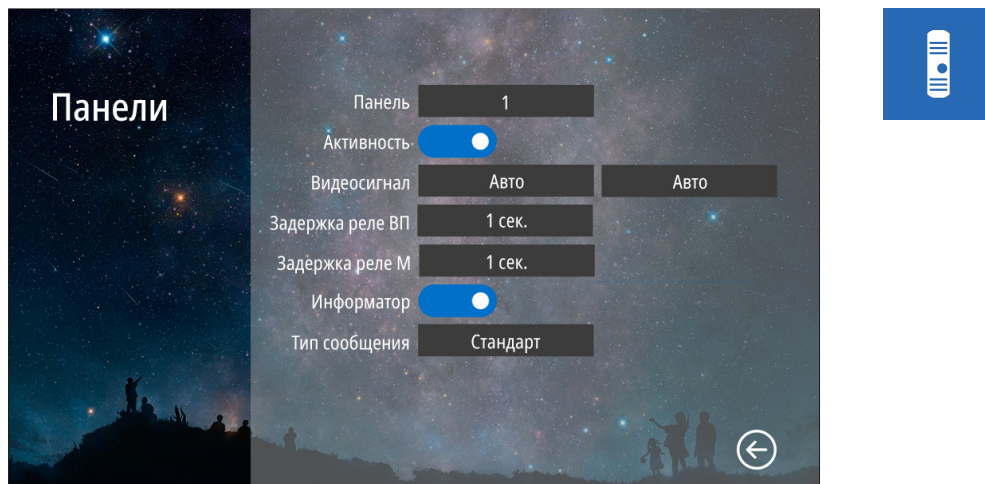 Панели
Панель 1
Активность
Видеосигнал Авто Авто
Задержка реле ВП 1 сек.
Задержка реле М 1 сек.
Информатор
Тип сообщения Стандарт